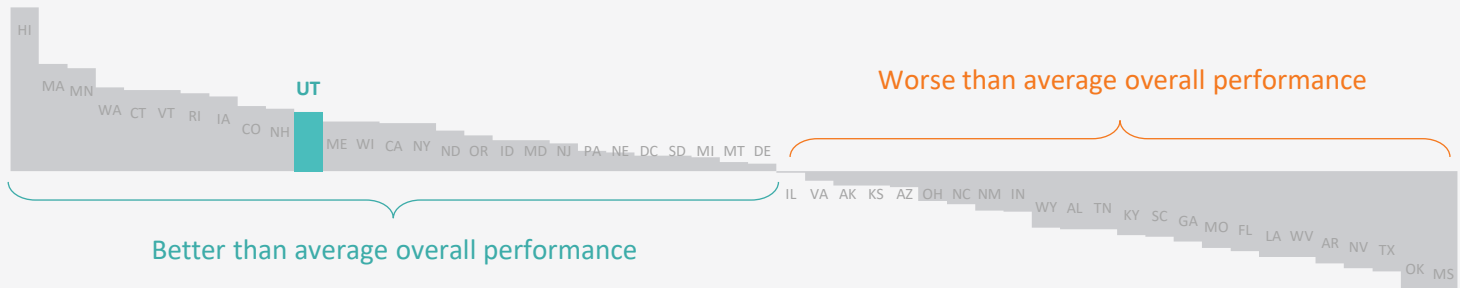 HI
MA
MN
WA
CT
VT
RI
IA
CO
NH
UT
ME
WI
CA
NY
ND
OR
ID
MD
NJ
PA
NE
DC
SD
MI
MT
DE
Better than average overall performance
Worse than average overall performance
IL
VA
AK
KS
AZ
OH
NC
NM
IN
WY
AL
TN
KY
SC
GA
MO
FL
LA
WV
AR
NV
TX
OK
MS